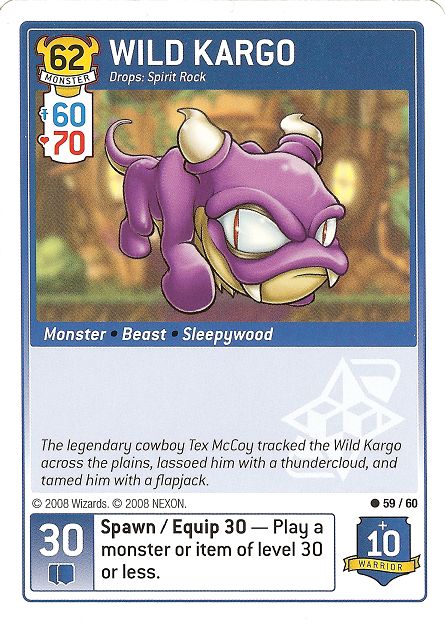 62
MONSTER
WILD KARGO
Drops: Spirit Rock
60
70
Monster • Beast • Sleepywood
The legendary cowboy Tex McCoy tracked the Wild Kargo
across the plains, lassoed him with a thundercloud, and
tamed him with a flapjack.
© 2008 Wizards. © 2008 NEXON.
● 59 / 60
30
Spawn / Equip 30 — Play a
monster or item of level 30
or less.
+
10
WARRIOR